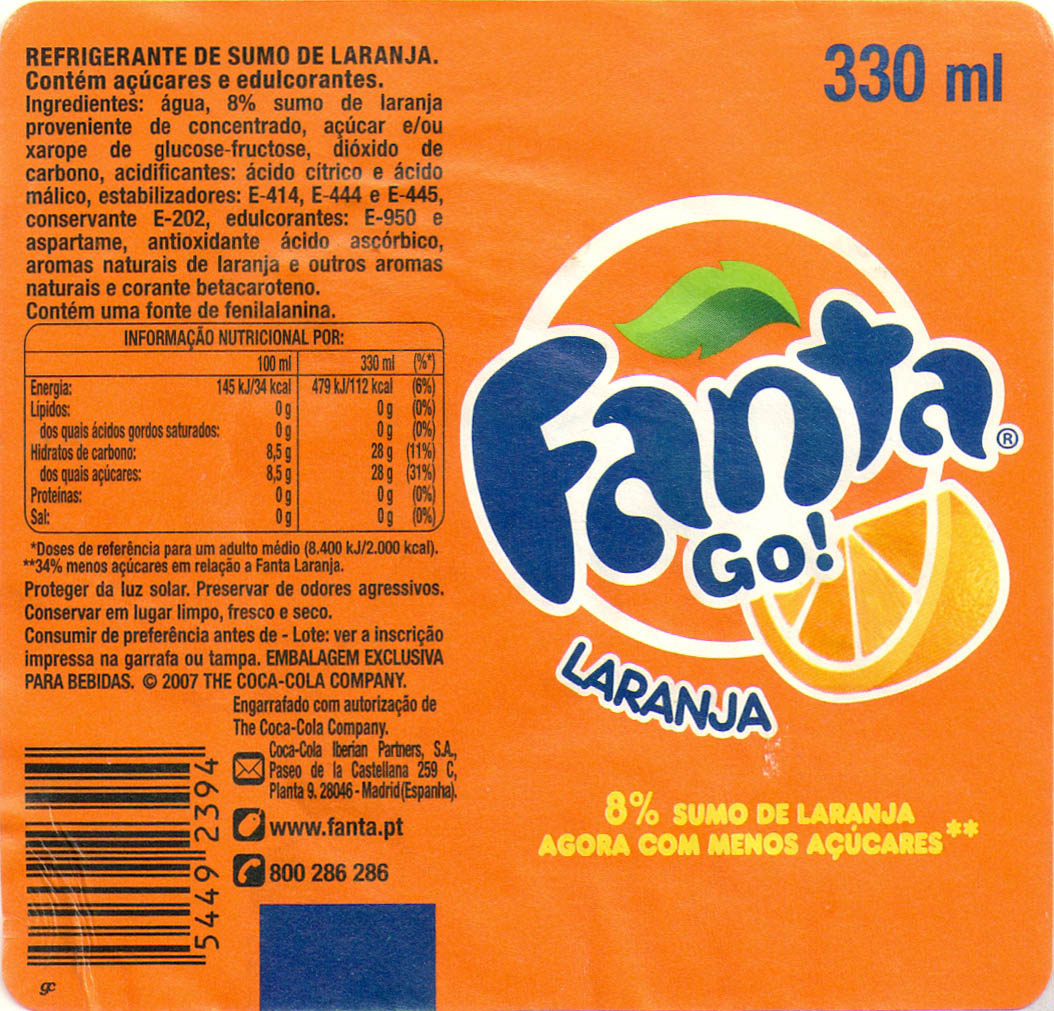 REFRIGERANTE DE SUMO DE LARANJA.
Contém açúcares e edulcorantes.
Ingredientes: água, 8% sumo de laranja
proveniente de concentrado, açúcar e/ou
xarope de glucose-fructose, dióxido de
carbono, acidificantes: ácido cítrico e ácido
málico, estabilizadores: E-414, E-444 e E-445,
conservante E-202, edulcorantes: E-950 e
aspartame, antioxidante ácido ascórbico,
aromas naturais de laranja e outros aromas
naturais e corante betacaroteno.
Contém uma fonte de fenilalanina.
INFORMAÇÃO NUTRICIONAL POR:
100 ml 330 ml (%*)
Energia: 145 kJ/34 kcal 479 kJ/112 kcal (6%)
Lípidos: 0 g 0 g (0%)
dos quais ácidos gordos saturados: 0 g 0 g (0%)
Hidratos de carbono: 8,5 g 28 g (11%)
dos quais açúcares: 8,5 g 28 g (31%)
Proteínas: 0 g 0 g (0%)
Sal: 0 g 0 g (0%)
*Doses de referência para um adulto médio (8.400 kJ/2.000 kcal).
**34% menos açúcares em relação a Fanta Laranja.
Proteger da luz solar. Preservar de odores agressivos.
Conservar em lugar limpo, fresco e seco.
Consumir de preferência antes de - Lote: ver a inscrição
impressa na garrafa ou tampa. EMBALAGEM EXCLUSIVA
PARA BEBIDAS. © 2007 THE COCA-COLA COMPANY.
Engarrafado com autorização de
The Coca-Cola Company.
Coca-Cola Iberian Partners, S.A.,
Paseo de la Castellana 259 C,
Planta 9. 28046 - Madrid (Espanha).
www.fanta.pt
800 286 286
5449 2394
gc
330 ml
Fanta®
GO!
LARANJA
8% SUMO DE LARANJA
AGORA COM MENOS AÇÚCARES**